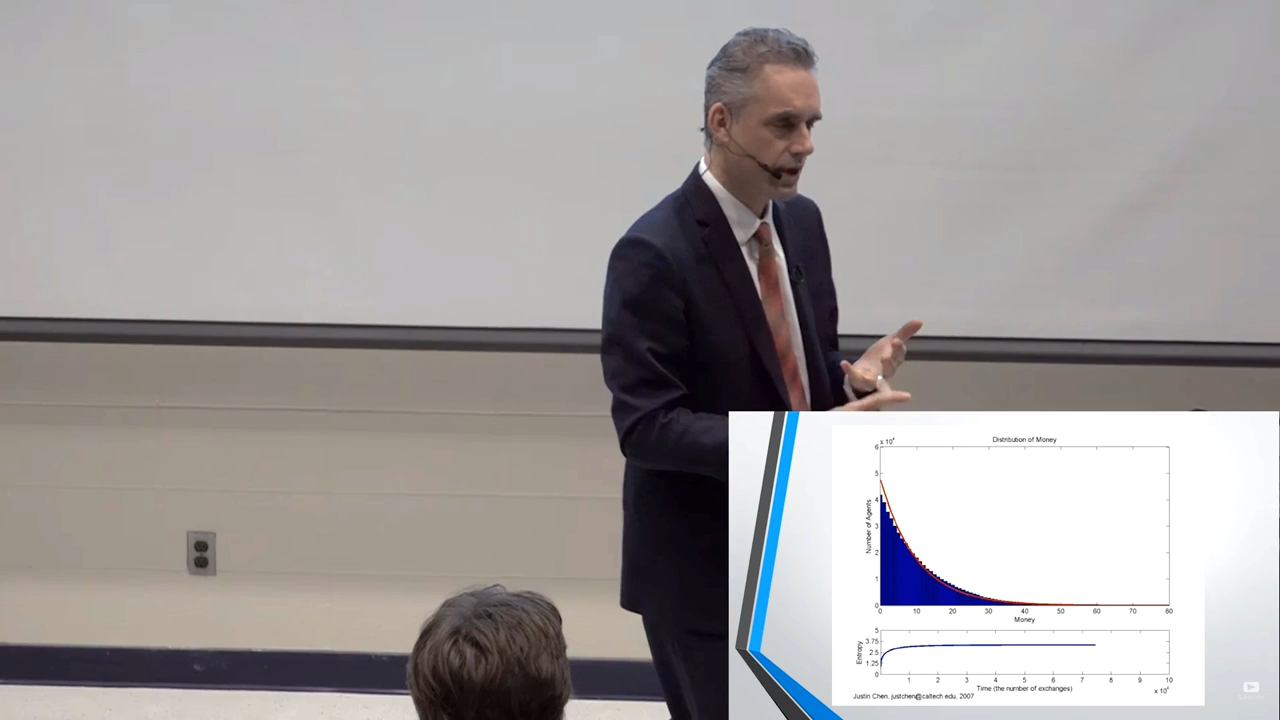 Distribution of Money
x 10⁴
6
5
4
3
2
1
0
Number of Agents
0 10 20 30 40 50 60 70 80
Money
5
3.75
2.5
1.25
0
Entropy
1 2 3 4 5 6 7 8 9 10
Time (the number of exchanges)
Justin Chen, justchen@caltech.edu, 2007